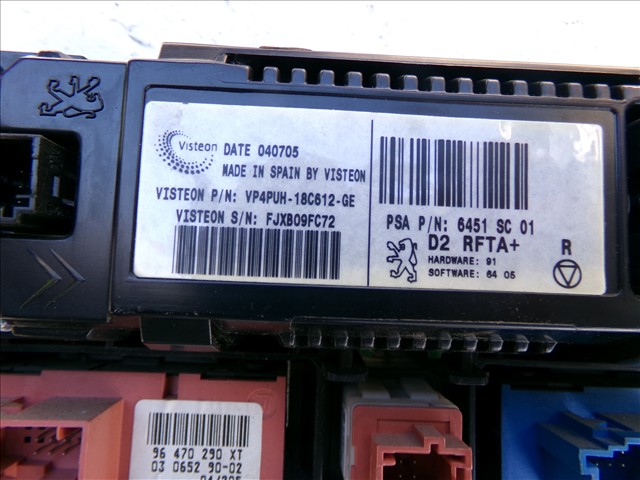 Visteon
DATE 040705
MADE IN SPAIN BY VISTEON
VISTEON P/N: VP4PUH-18C612-GE
VISTEON S/N: FJXB09FC72
PSA P/N: 6451 SC 01
D2 RFTA+
R
HARDWARE: 91
SOFTWARE: 64 05
96 470 290 XT
03 0652 90-02